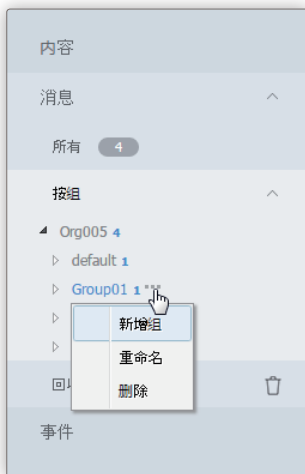 内容
消息
所有 4
按组
Org005 4
default 1
Group01 1
新增组
重命名
删除
回
事件